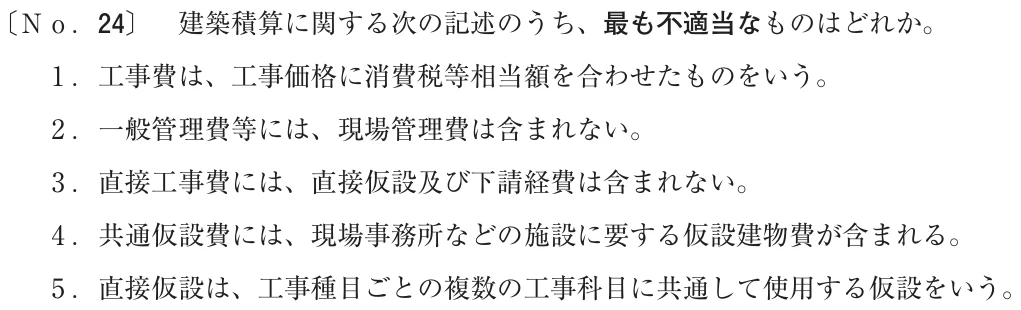 〔Ｎｏ．24〕　建築積算に関する次の記述のうち、最も不適当なものはどれか。
１．工事費は、工事価格に消費税等相当額を合わせたものをいう。
２．一般管理費等には、現場管理費は含まれない。
３．直接工事費には、直接仮設及び下請経費は含まれない。
４．共通仮設費には、現場事務所などの施設に要する仮設建物費が含まれる。
５．直接仮設は、工事種目ごとの複数の工事科目に共通して使用する仮設をいう。